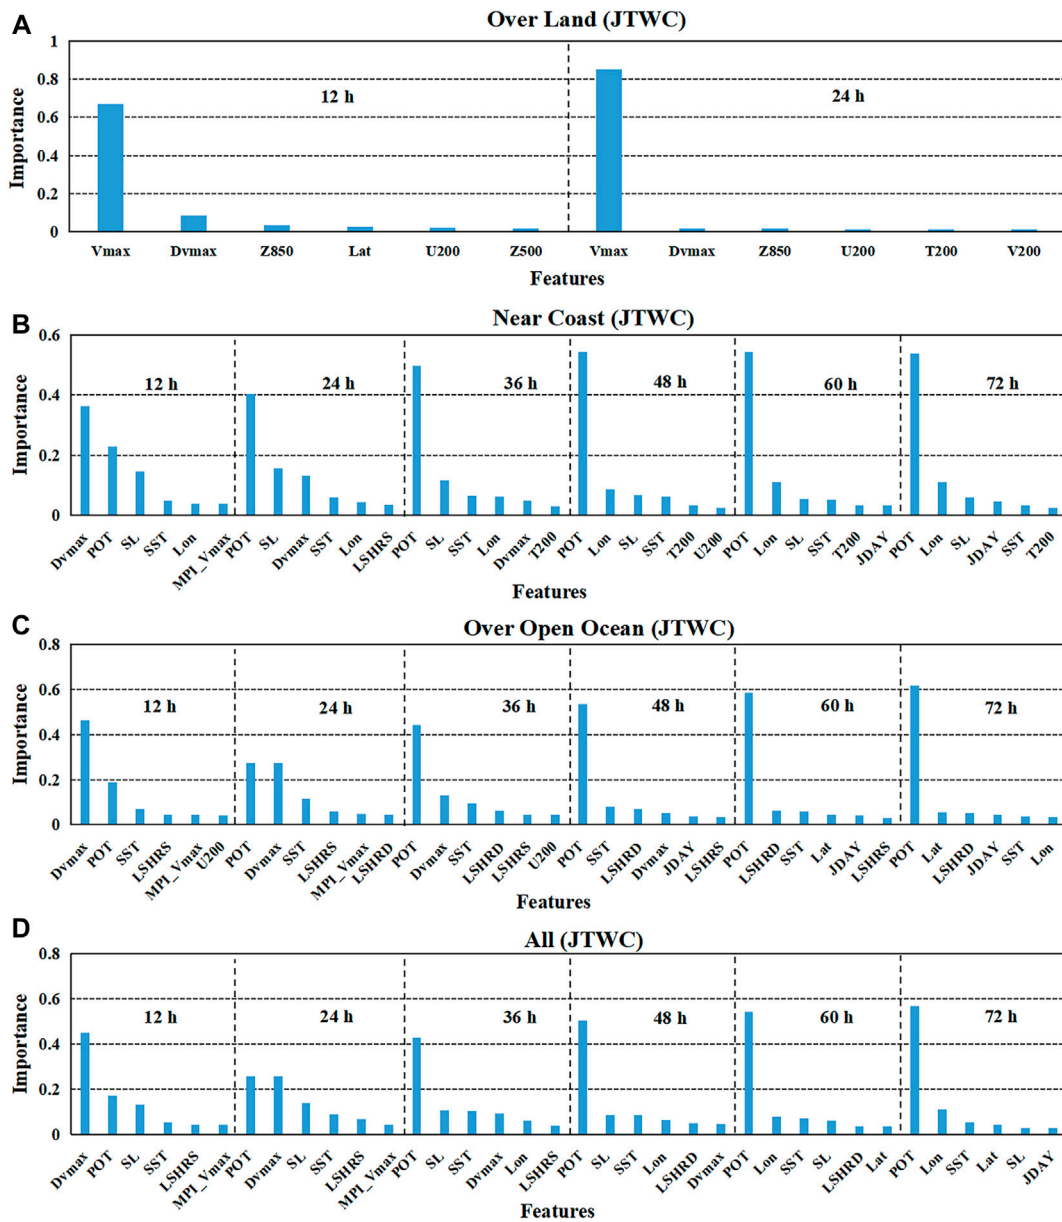 A
Over Land (JTWC)
Importance
1
0.8
0.6
0.4
0.2
0
12 h
24 h
Vmax Dvmax Z850 Lat U200 Z500 Vmax Dvmax Z850 U200 T200 V200
Features
B
Near Coast (JTWC)
Importance
0.6
0.4
0.2
0
12 h
24 h
36 h
48 h
60 h
72 h
Dvmax POT SL SST Lon MPI_Vmax POT SL Dvmax SST Lon LSHRS POT SL SST Lon Dvmax T200 POT Lon SL SST T200 U200 POT Lon SL SST T200 JDAY POT Lon SL JDAY SST T200
Features
C
Over Open Ocean (JTWC)
Importance
0.8
0.6
0.4
0.2
0
12 h
24 h
36 h
48 h
60 h
72 h
Dvmax POT SST LSHRS MPI_Vmax U200 POT Dvmax SST LSHRS MPI_Vmax LSHRD POT Dvmax SST LSHRD LSHRS U200 POT SST LSHRD Dvmax JDAY LSHRS POT LSHRD SST Lat JDAY LSHRS POT Lat LSHRD JDAY SST Lon
Features
D
All (JTWC)
Importance
0.8
0.6
0.4
0.2
0
12 h
24 h
36 h
48 h
60 h
72 h
Dvmax POT SL SST LSHRS MPI_Vmax POT Dvmax SL SST LSHRS MPI_Vmax POT SL SST Dvmax Lon LSHRS POT SL SST Lon LSHRD Dvmax POT Lon SST SL LSHRD Lat POT Lon SST Lat SL JDAY
Features